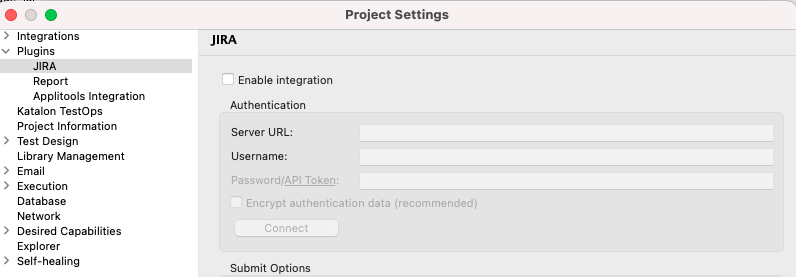 Project Settings
Integrations
Plugins
JIRA
Report
Applitools Integration
Katalon TestOps
Project Information
Test Design
Library Management
Email
Execution
Database
Network
Desired Capabilities
Explorer
Self-healing
JIRA
Enable integration
Authentication
Server URL:
Username:
Password/API Token:
Encrypt authentication data (recommended)
Connect
Submit Options